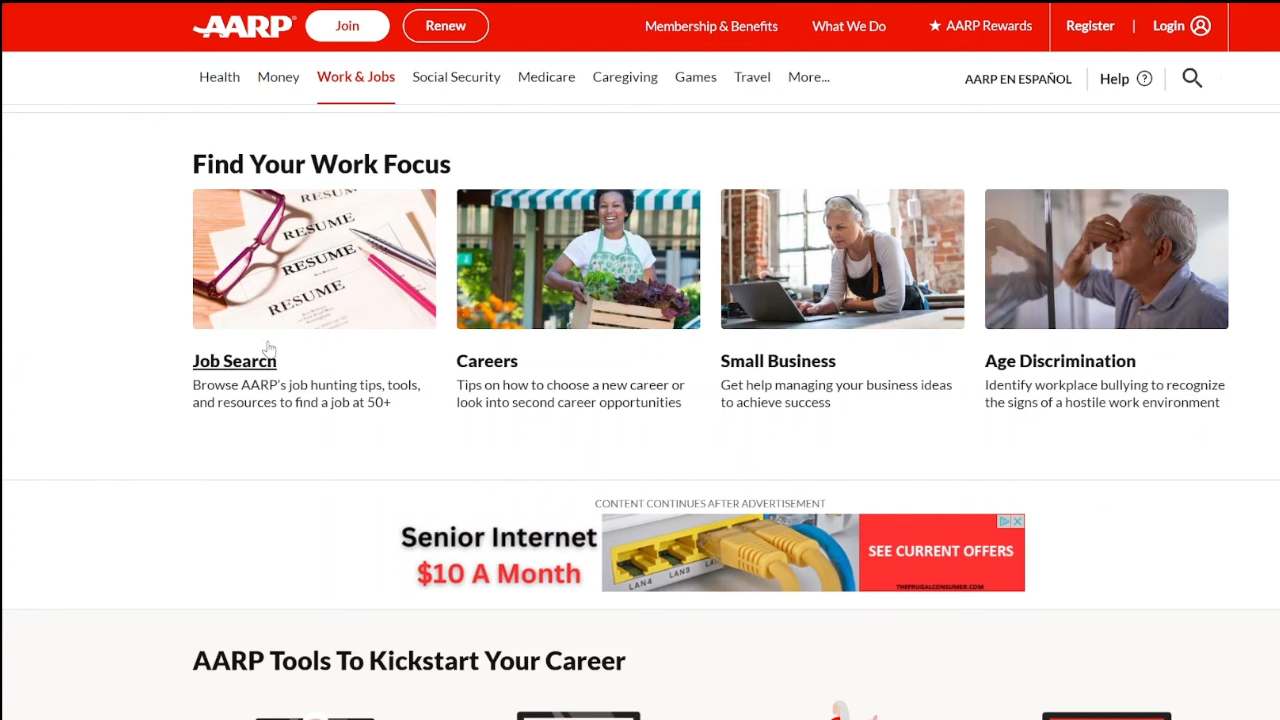 AARP
Join
Renew
Membership & Benefits
What We Do
★ AARP Rewards
Register
|
Login
Health
Money
Work & Jobs
Social Security
Medicare
Caregiving
Games
Travel
More...
AARP EN ESPAÑOL
Help ?
Find Your Work Focus
RESUME
RESUME
RESUME
RESUME
Job Search
Browse AARP's job hunting tips, tools,
and resources to find a job at 50+
Careers
Tips on how to choose a new career or
look into second career opportunities
Small Business
Get help managing your business ideas
to achieve success
Age Discrimination
Identify workplace bullying to recognize
the signs of a hostile work environment
CONTENT CONTINUES AFTER ADVERTISEMENT
Senior Internet
$10 A Month
LAN4
LAN3
SEE CURRENT OFFERS
THEFRUGALCONSUMER.COM
AARP Tools To Kickstart Your Career